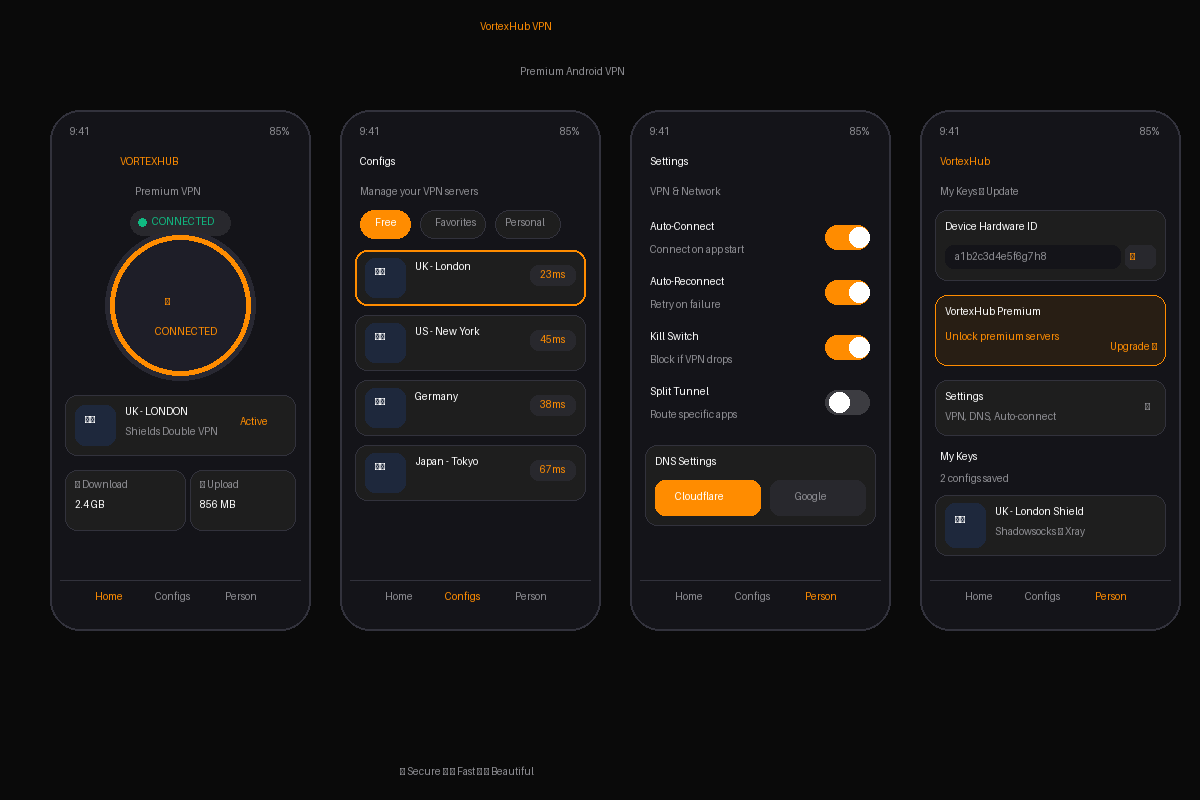 VortexHub VPN
Premium Android VPN
9:41 85%
VORTEXHUB
Premium VPN
CONNECTED
CONNECTED
UK - LONDON
Shields Double VPN
Active
Download
2.4 GB
Upload
856 MB
Home Configs Person
9:41 85%
Configs
Manage your VPN servers
Free Favorites Personal
UK - London 23ms
US - New York 45ms
Germany 38ms
Japan - Tokyo 67ms
Home Configs Person
9:41 85%
Settings
VPN & Network
Auto-Connect
Connect on app start
Auto-Reconnect
Retry on failure
Kill Switch
Block if VPN drops
Split Tunnel
Route specific apps
DNS Settings
Cloudflare Google
Home Configs Person
9:41 85%
VortexHub
My Keys Update
Device Hardware ID
a1b2c3d4e5f6g7h8
VortexHub Premium
Unlock premium servers
Upgrade
Settings
VPN, DNS, Auto-connect
My Keys
2 configs saved
UK - London Shield
Shadowsocks Xray
Home Configs Person
Secure Fast Beautiful